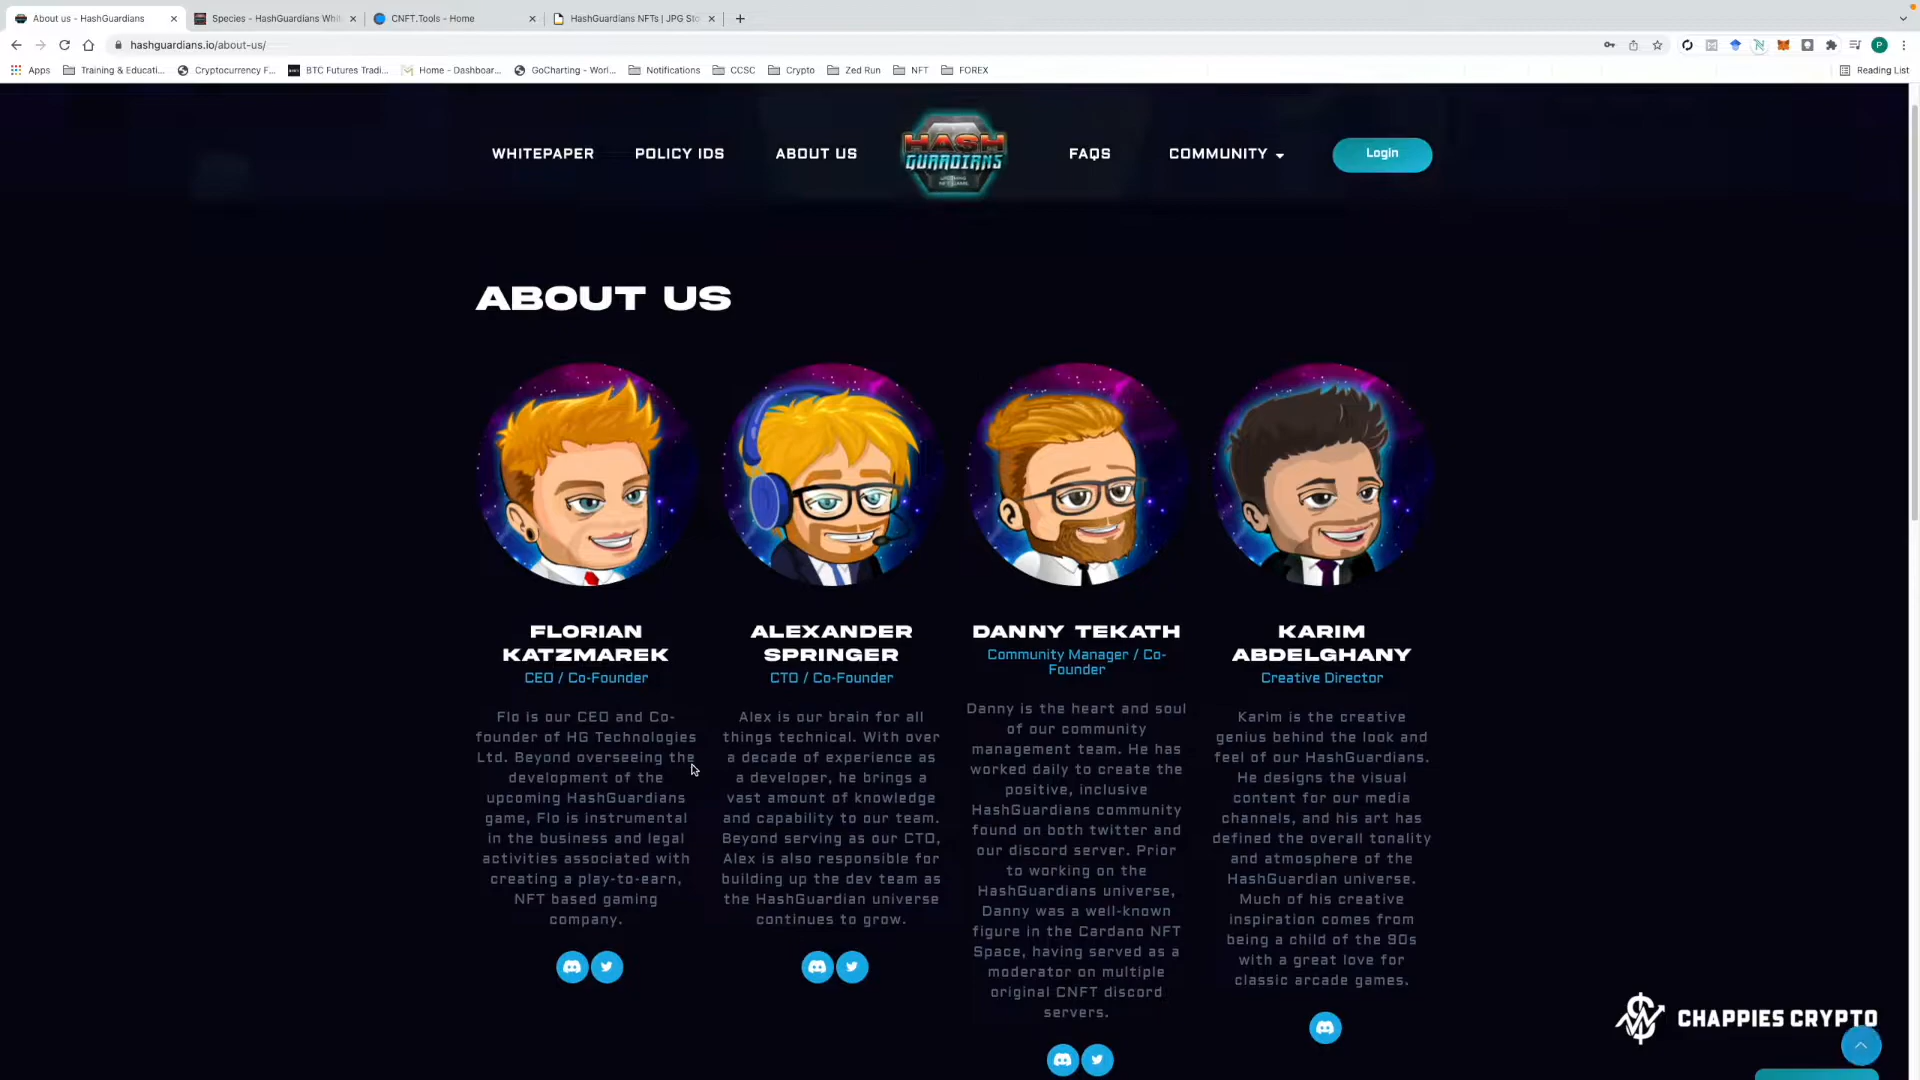 About us - HashGuardians
Species - HashGuardians Whit
CNFT.Tools - Home
HashGuardians NFTs | JPG Sto
hashguardians.io/about-us/
P
Apps
Training & Educati...
Cryptocurrency F...
BTC Futures Tradi...
Home - Dashboar...
GoCharting - Worl...
Notifications
CCSC
Crypto
Zed Run
NFT
FOREX
Reading List
WHITEPAPER
POLICY IDS
ABOUT US
HASH
GUARDIANS
FAQS
COMMUNITY
Login
ABOUT US
FLORIAN
KATZMAREK
CEO / Co-Founder
Flo is our CEO and Co-
founder of HG Technologies
Ltd. Beyond overseeing the
development of the
upcoming HashGuardians
game, Flo is instrumental
in the business and legal
activities associated with
creating a play-to-earn,
NFT based gaming
company.
ALEXANDER
SPRINGER
CTO / Co-Founder
Alex is our brain for all
things technical. With over
a decade of experience as
a developer, he brings a
vast amount of knowledge
and capability to our team.
Beyond serving as our CTO,
Alex is also responsible for
building up the dev team as
the HashGuardian universe
continues to grow.
DANNY TEKATH
Community Manager / Co-
Founder
Danny is the heart and soul
of our community
management team. He has
worked daily to create the
positive, inclusive
HashGuardians community
found on both twitter and
our discord server. Prior
to working on the
HashGuardians universe,
Danny was a well-known
figure in the Cardano NFT
Space, having served as a
moderator on multiple
original CNFT discord
servers.
KARIM
ABDELGHANY
Creative Director
Karim is the creative
genius behind the look and
feel of our HashGuardians.
He designs the visual
content for our media
channels, and his art has
defined the overall tonality
and atmosphere of the
HashGuardian universe.
Much of his creative
inspiration comes from
being a child of the 90s
with a great love for
classic arcade games.
CHAPPIES CRYPTO